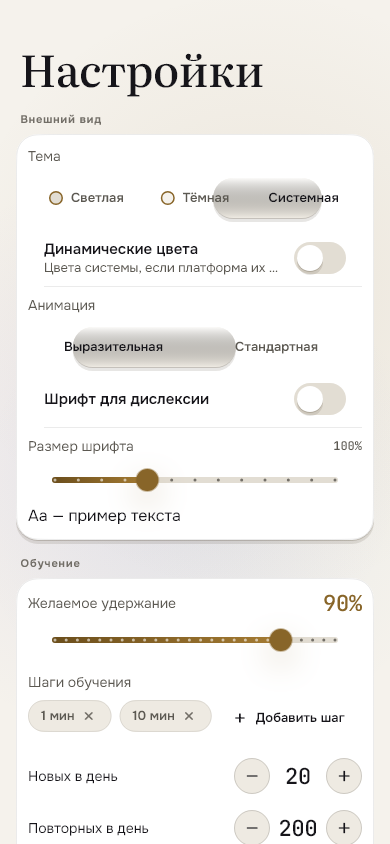 Настройки
Внешний вид
Тема
Светлая Тёмная Системная
Динамические цвета
Цвета системы, если платформа их ...
Анимация
Выразительная Стандартная
Шрифт для дислексии
Размер шрифта 100%
Aa — пример текста
Обучение
Желаемое удержание 90%
Шаги обучения
1 мин × 10 мин × + Добавить шаг
Новых в день − 20 +
Повторных в день − 200 +